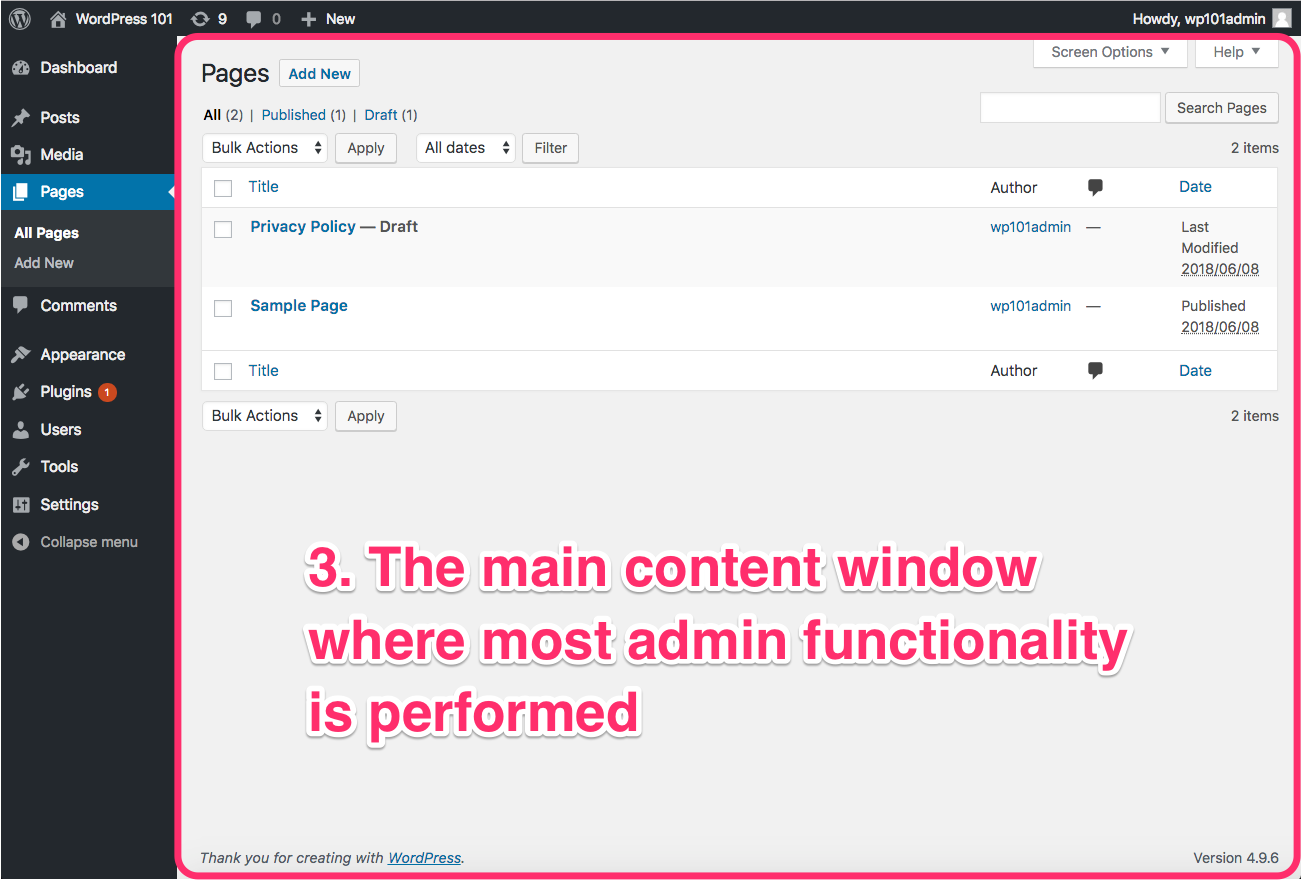 WordPress 101 9 0 New Howdy, wp101admin
Dashboard
Posts
Media
Pages
All Pages
Add New
Comments
Appearance
Plugins 1
Users
Tools
Settings
Collapse menu
Screen Options Help
Pages Add New
All (2) | Published (1) | Draft (1)
Search Pages
Bulk Actions Apply All dates Filter 2 items
Title Author Date
Privacy Policy — Draft wp101admin — Last
Modified
2018/06/08
Sample Page wp101admin — Published
2018/06/08
Title Author Date
Bulk Actions Apply 2 items
3. The main content window
where most admin functionality
is performed
Thank you for creating with WordPress. Version 4.9.6